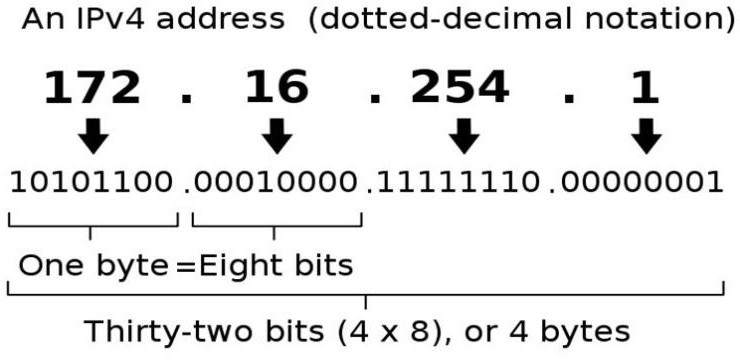 An IPv4 address (dotted-decimal notation)
172 . 16 . 254 . 1
10101100 .00010000 .11111110 .00000001
One byte =Eight bits
Thirty-two bits (4 x 8), or 4 bytes